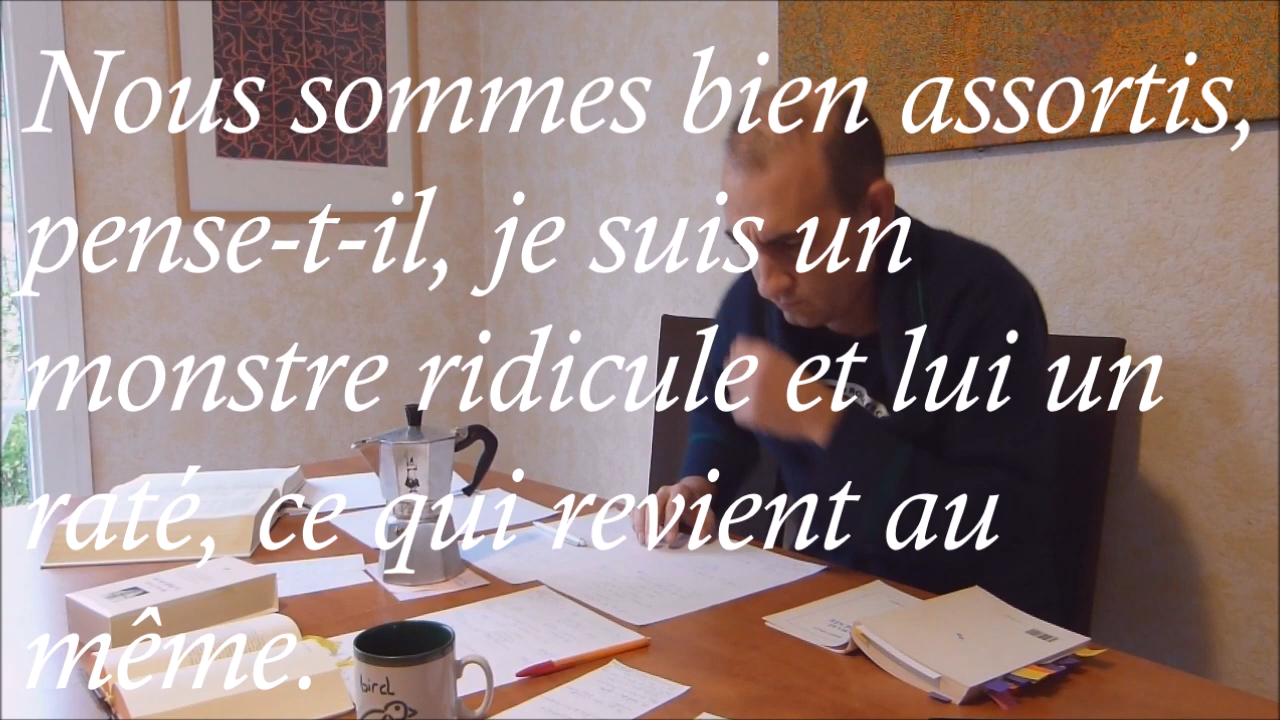 Nous sommes bien assortis,
pense-t-il, je suis un
monstre ridicule et lui un
raté, ce qui revient au
même.
bird